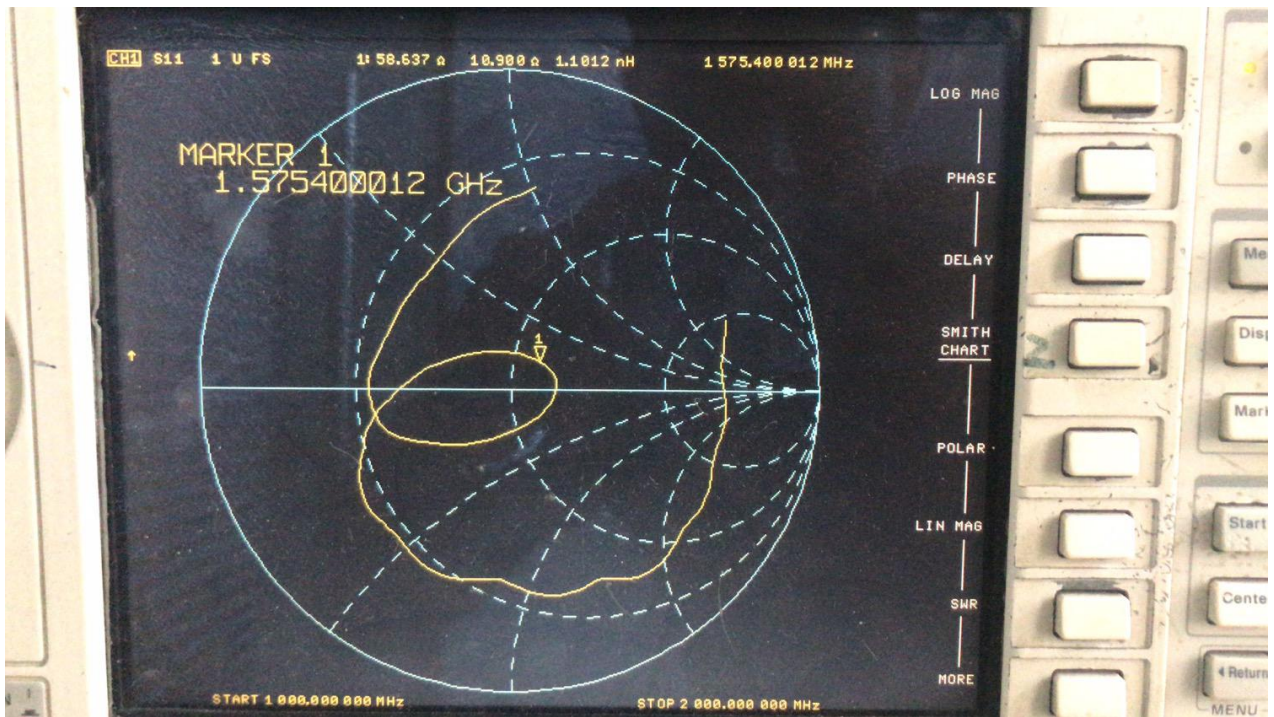 CH1 S11 1 U FS 1: 58.637 Ω 10.900 Ω 1.1012 nH 1 575.400 012 MHz
MARKER 1
1.575400012 GHz
1
LOG MAG
PHASE
DELAY
SMITH
CHART
POLAR
LIN MAG
SWR
MORE
START 1 000.000 000 MHz STOP 2 000.000 000 MHz
Start
Return
MENU